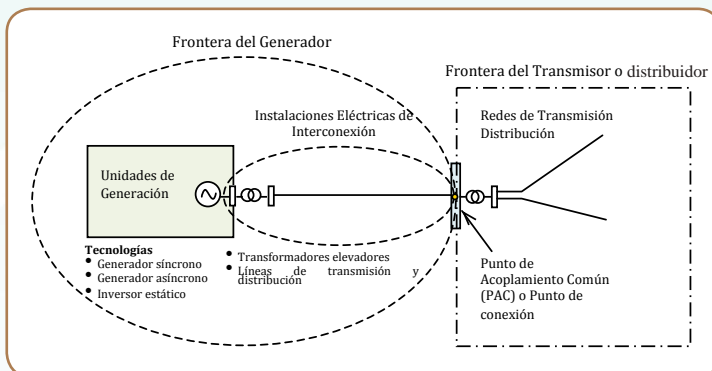 Frontera del Generador
Frontera del Transmisor o distribuidor
Instalaciones Eléctricas de
Interconexión
Redes de Transmisión
Distribución
Unidades de
Generación
Tecnologías
• Generador síncrono
• Generador asíncrono
• Inversor estático
• Transformadores elevadores
• Líneas de transmisión y
distribución
Punto de
Acoplamiento Común
(PAC) o Punto de
conexión